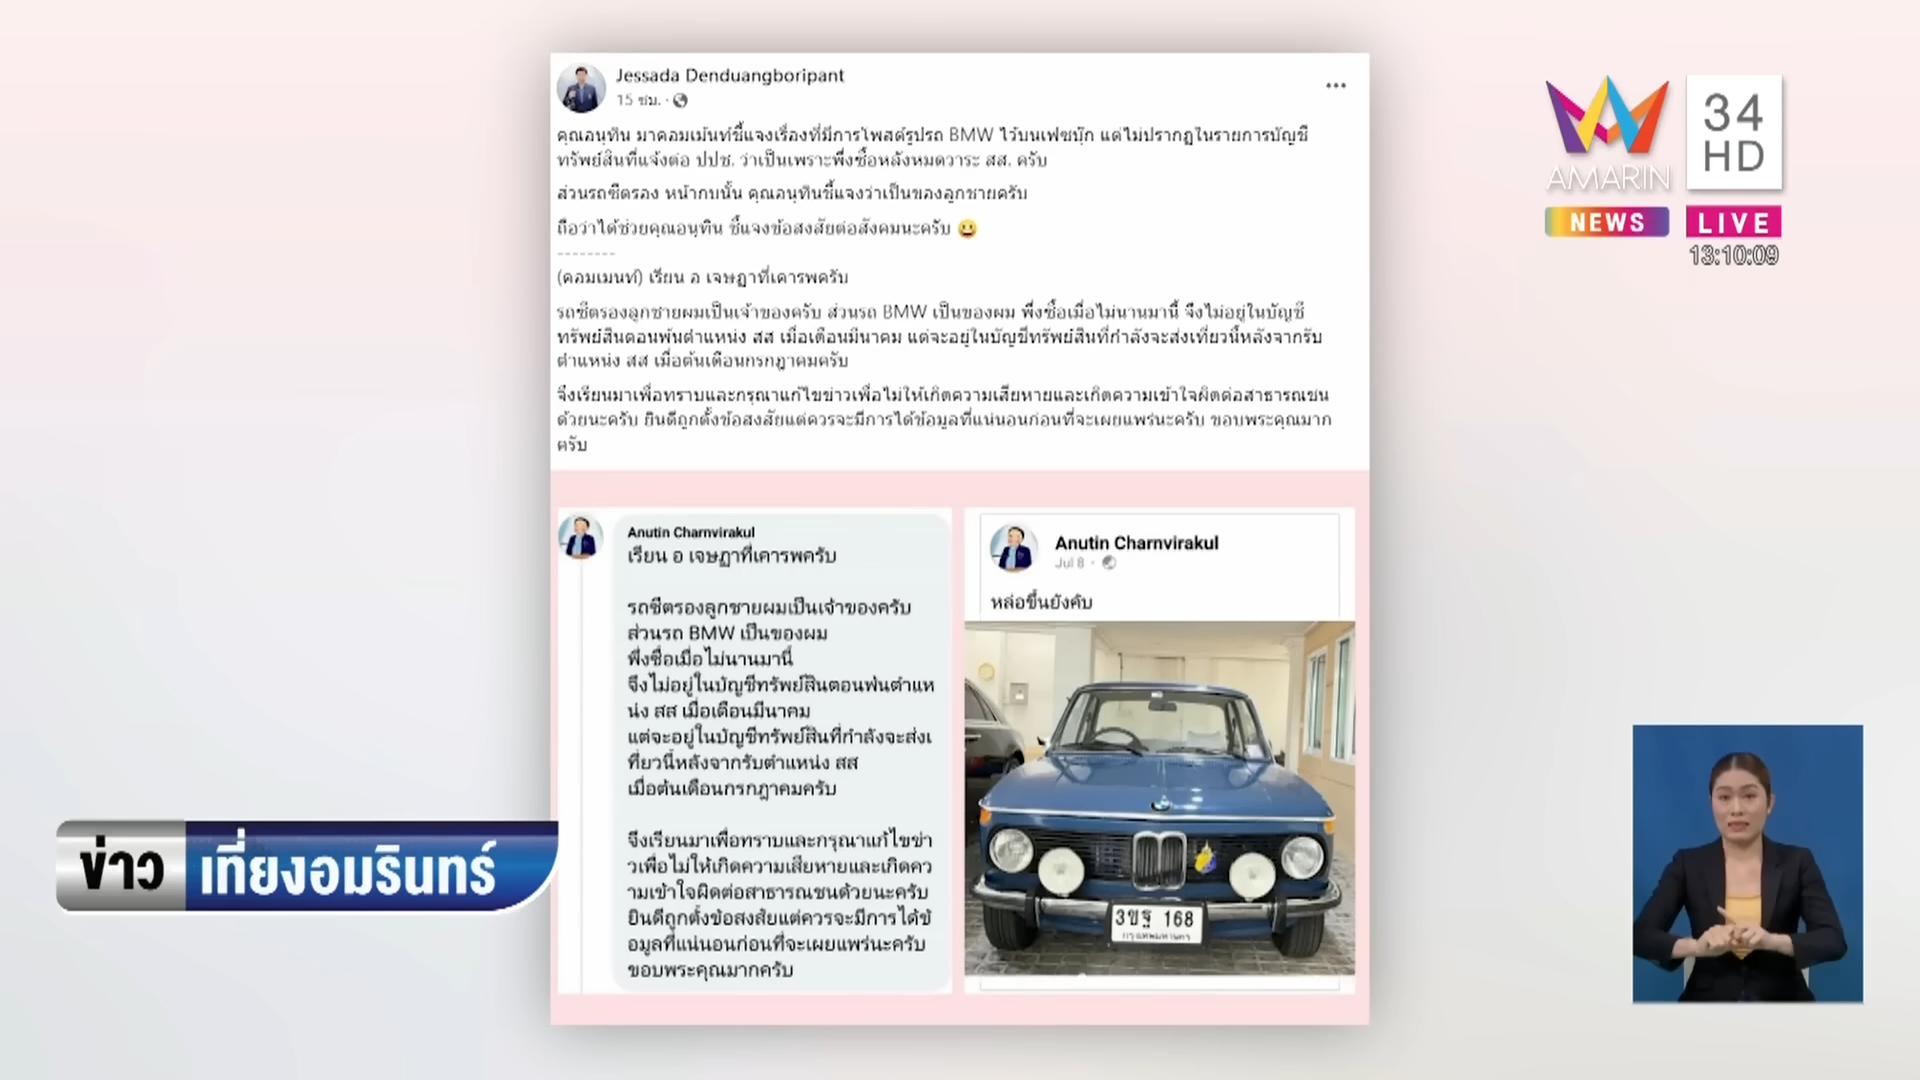 Jessada Denduangboripant
15 ชม.
คุณอนุทิน มาคอมเม้นท์ชี้แจงเรื่องที่มีการโพสต์รูปรถ BMW ไว้บนเฟซบุ๊ก แต่ไม่ปรากฏในรายการบัญชี
ทรัพย์สินที่แจ้งต่อ ปปช. ว่าเป็นเพราะพึ่งซื้อหลังหมดวาระ สส. ครับ
ส่วนรถซีตรอง หน้ากบนั้น คุณอนุทินชี้แจงว่าเป็นของลูกชายครับ
ถือว่าได้ช่วยคุณอนุทิน ชี้แจงข้อสงสัยต่อสังคมนะครับ 😀
--------
(คอมเมนท์) เรียน อ เจษฎาที่เคารพครับ
รถซีตรองลูกชายผมเป็นเจ้าของครับ ส่วนรถ BMW เป็นของผม พึ่งซื้อเมื่อไม่นานมานี้ จึงไม่อยู่ในบัญชี
ทรัพย์สินตอนพ้นตำแหน่ง สส เมื่อเดือนมีนาคม แต่จะอยู่ในบัญชีทรัพย์สินที่กำลังจะส่งเที่ยวนี้หลังจากรับ
ตำแหน่ง สส เมื่อต้นเดือนกรกฎาคมครับ
จึงเรียนมาเพื่อทราบและกรุณาแก้ไขข่าวเพื่อไม่ให้เกิดความเสียหายและเกิดความเข้าใจผิดต่อสาธารณชน
ด้วยนะครับ ยินดีถูกตั้งข้อสงสัยแต่ควรจะมีการได้ข้อมูลที่แน่นอนก่อนที่จะเผยแพร่นะครับ ขอบพระคุณมาก
ครับ
Anutin Charnvirakul
เรียน อ เจษฎาที่เคารพครับ
รถซีตรองลูกชายผมเป็นเจ้าของครับ
ส่วนรถ BMW เป็นของผม
พึ่งซื้อเมื่อไม่นานมานี้
จึงไม่อยู่ในบัญชีทรัพย์สินตอนพ้นตำแห
น่ง สส เมื่อเดือนมีนาคม
แต่จะอยู่ในบัญชีทรัพย์สินที่กำลังจะส่งเ
ที่ยวนี้หลังจากรับตำแหน่ง สส
เมื่อต้นเดือนกรกฎาคมครับ
จึงเรียนมาเพื่อทราบและกรุณาแก้ไขข่า
วเพื่อไม่ให้เกิดความเสียหายและเกิดคว
ามเข้าใจผิดต่อสาธารณชนด้วยนะครับ
ยินดีถูกตั้งข้อสงสัยแต่ควรจะมีการได้ข้
อมูลที่แน่นอนก่อนที่จะเผยแพร่นะครับ
ขอบพระคุณมากครับ
Anutin Charnvirakul
Jul 8
หล่อขึ้นยังคับ
3ขฐ 168
กรุงเทพมหานคร
AMARIN
NEWS
34
HD
LIVE
13:10:09
ข่าว เที่ยงอมรินทร์